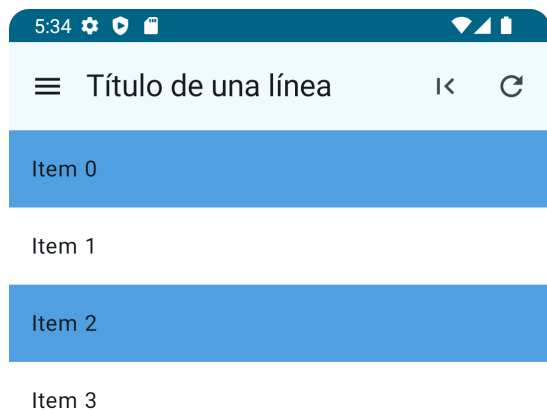 5:34
Título de una línea
Item 0
Item 1
Item 2
Item 3